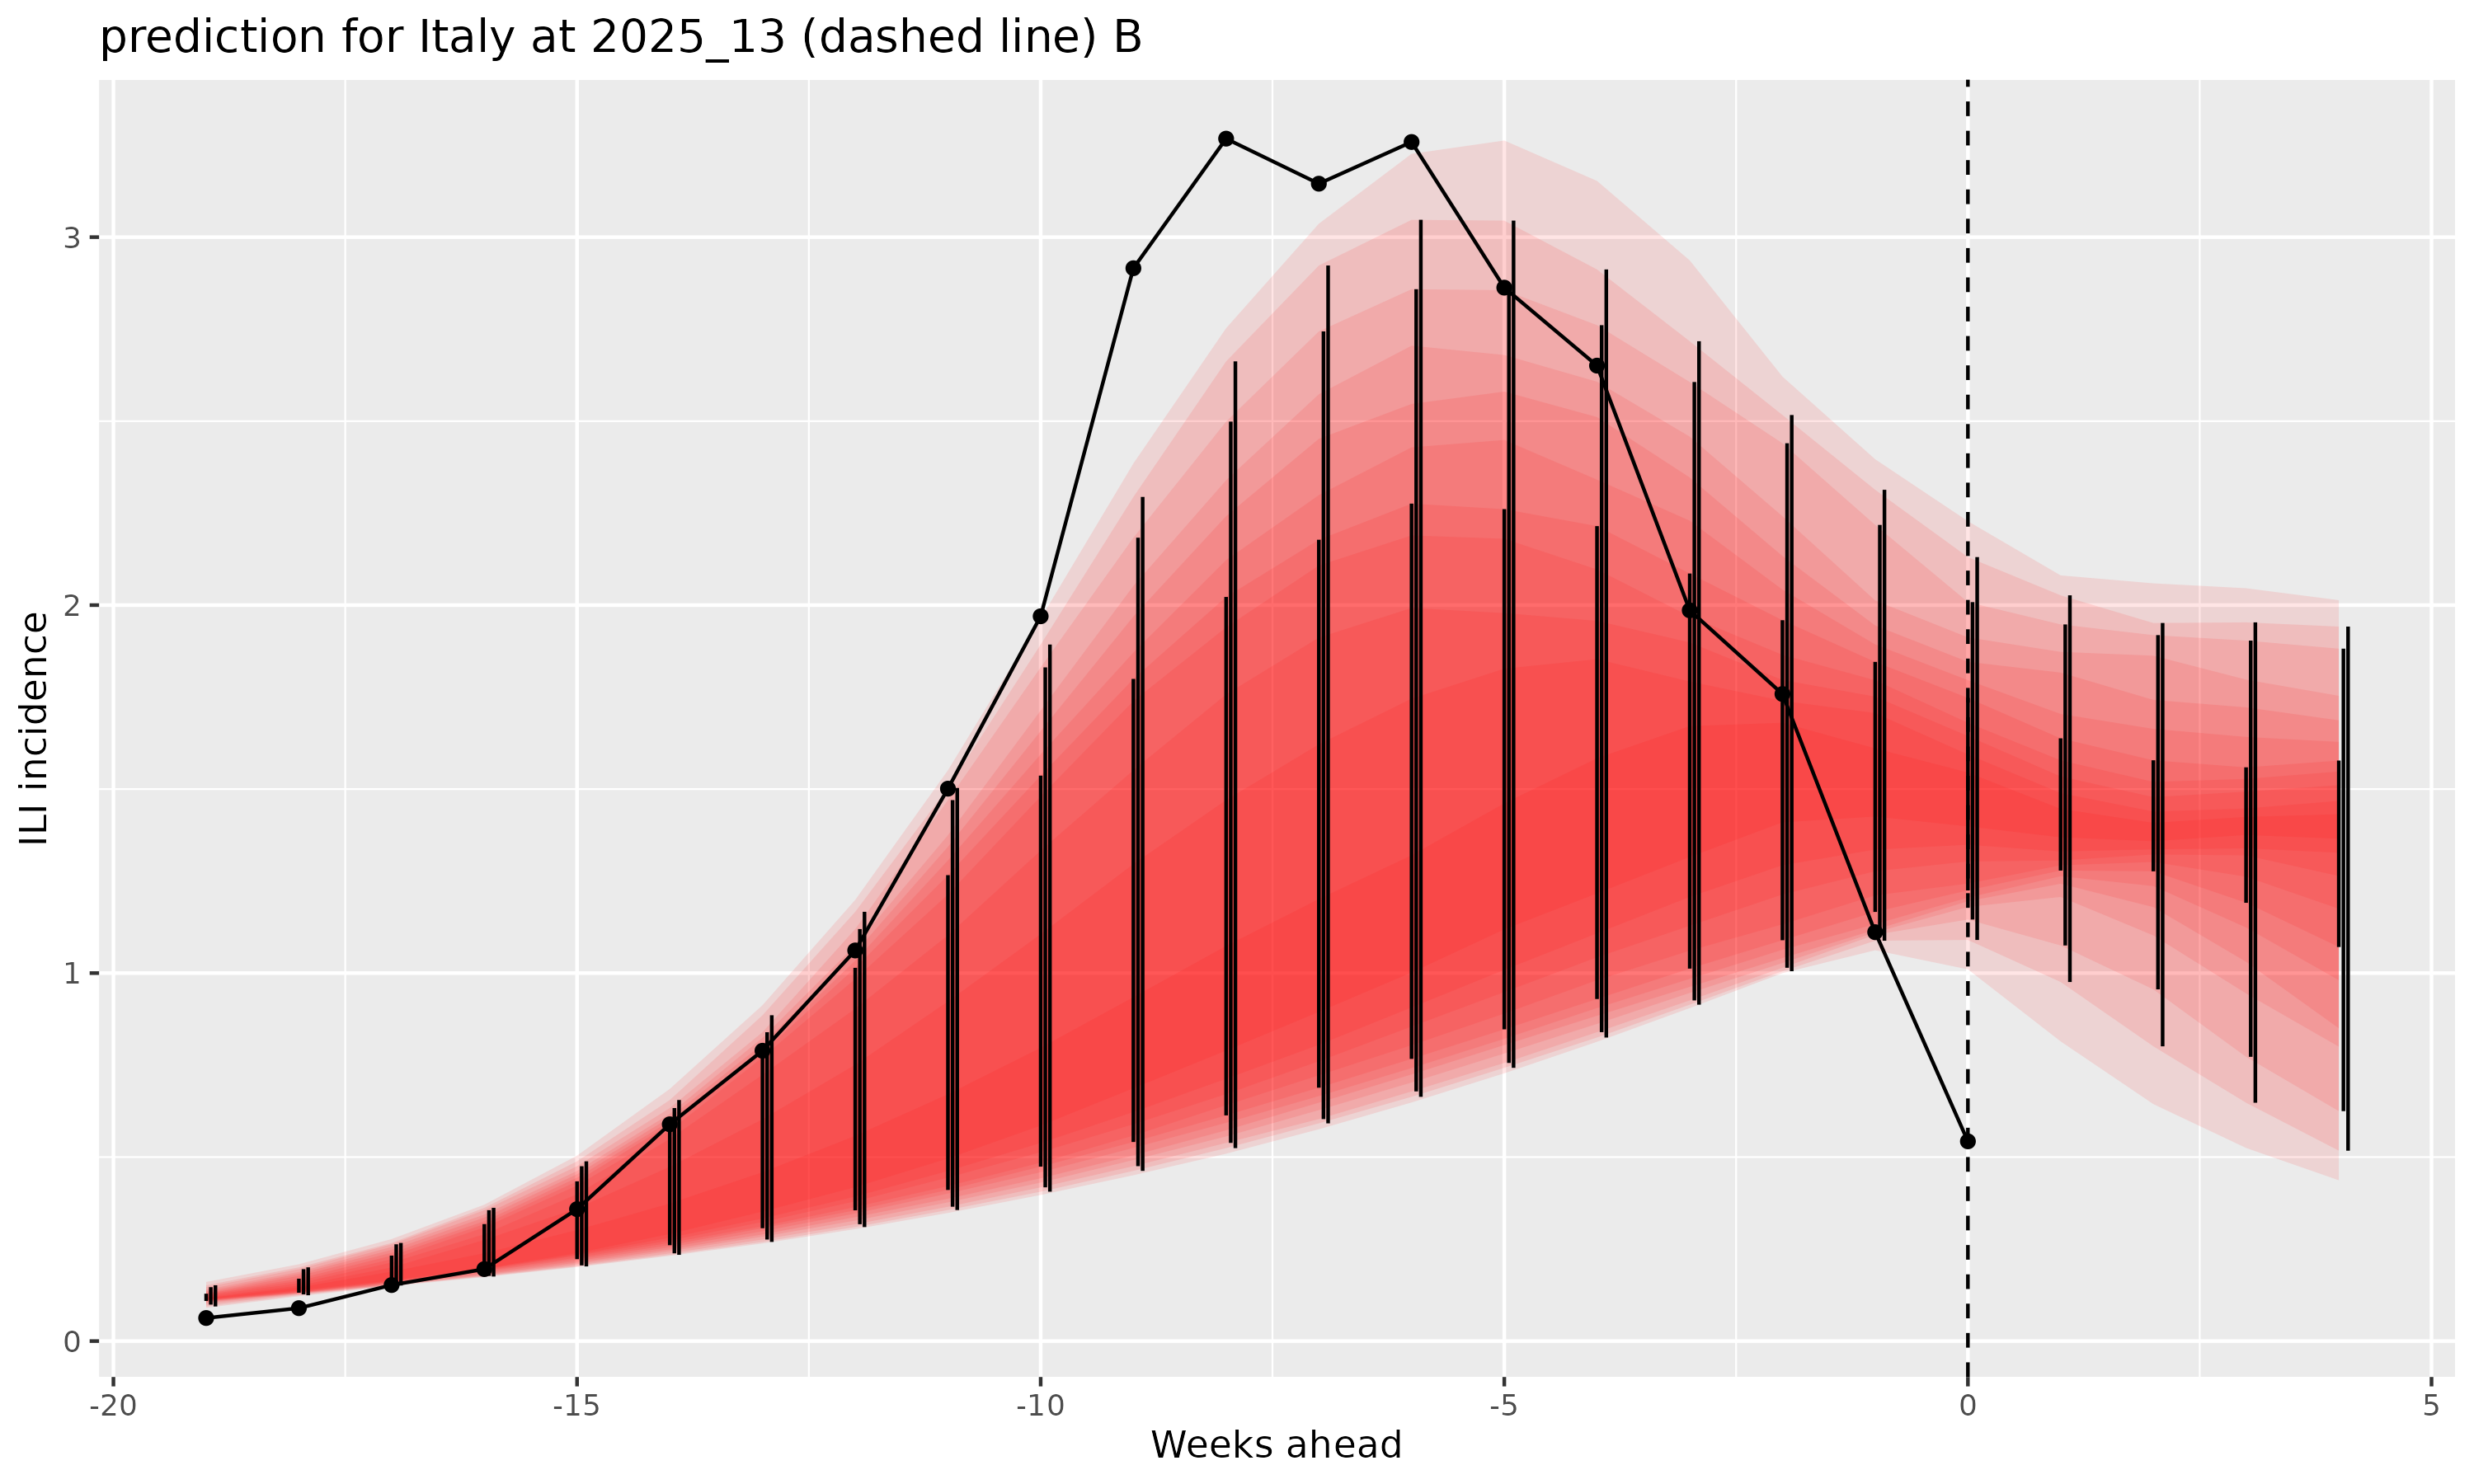 prediction for Italy at 2025_13 (dashed line) B
3
2
1
0
ILI incidence
-20 -15 -10 -5 0 5
Weeks ahead